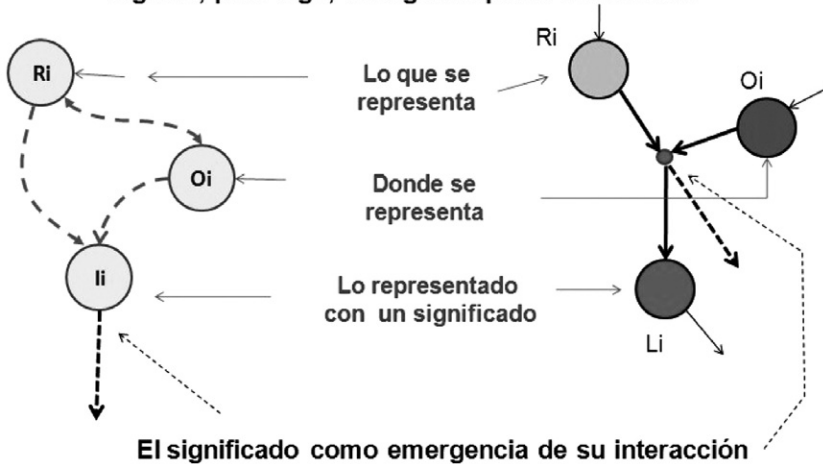 Ri
Lo que se
representa
Ri
Oi
Oi
Donde se
representa
Ii
Lo representado
con un significado
Li
El significado como emergencia de su interacción